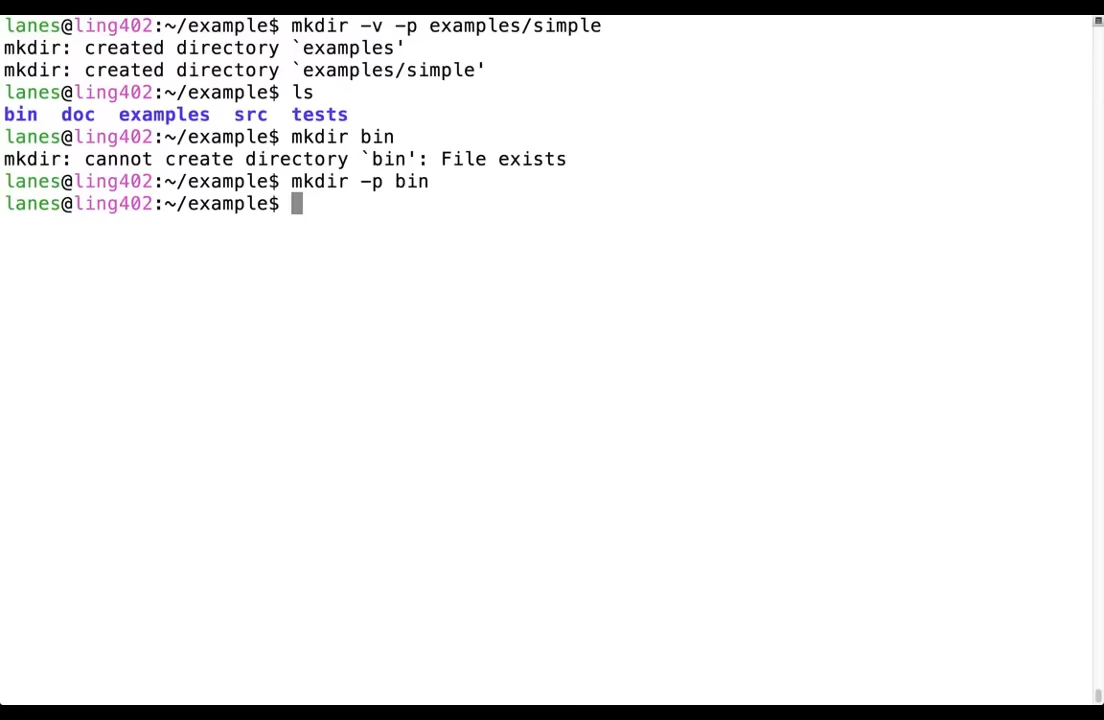 lanes@ling402:~/example$ mkdir -v -p examples/simple
mkdir: created directory `examples'
mkdir: created directory `examples/simple'
lanes@ling402:~/example$ ls
bin  doc  examples  src  tests
lanes@ling402:~/example$ mkdir bin
mkdir: cannot create directory `bin': File exists
lanes@ling402:~/example$ mkdir -p bin
lanes@ling402:~/example$